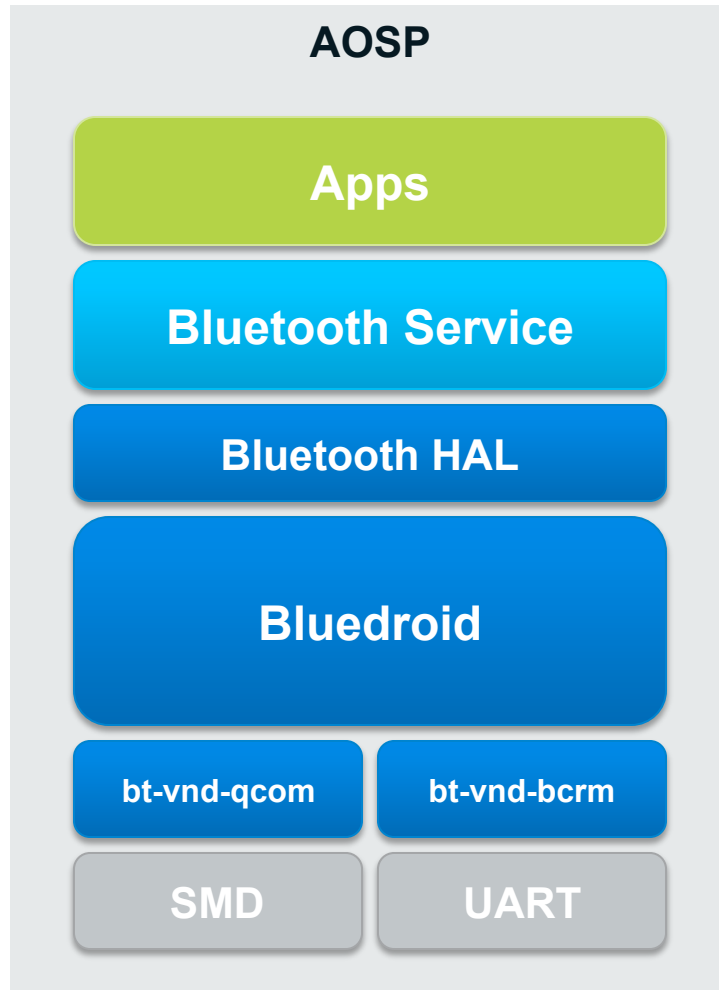 AOSP
Apps
Bluetooth Service
Bluetooth HAL
Bluedroid
bt-vnd-qcom
bt-vnd-bcrm
SMD
UART